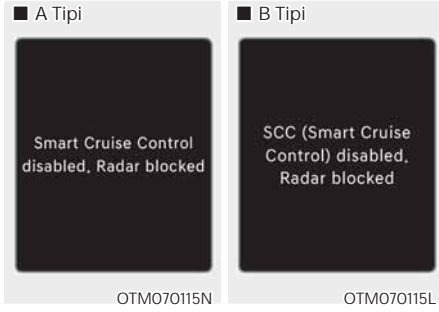 ■ A Tipi
Smart Cruise Control
disabled, Radar blocked
OTM070115N
■ B Tipi
SCC (Smart Cruise
Control) disabled,
Radar blocked
OTM070115L